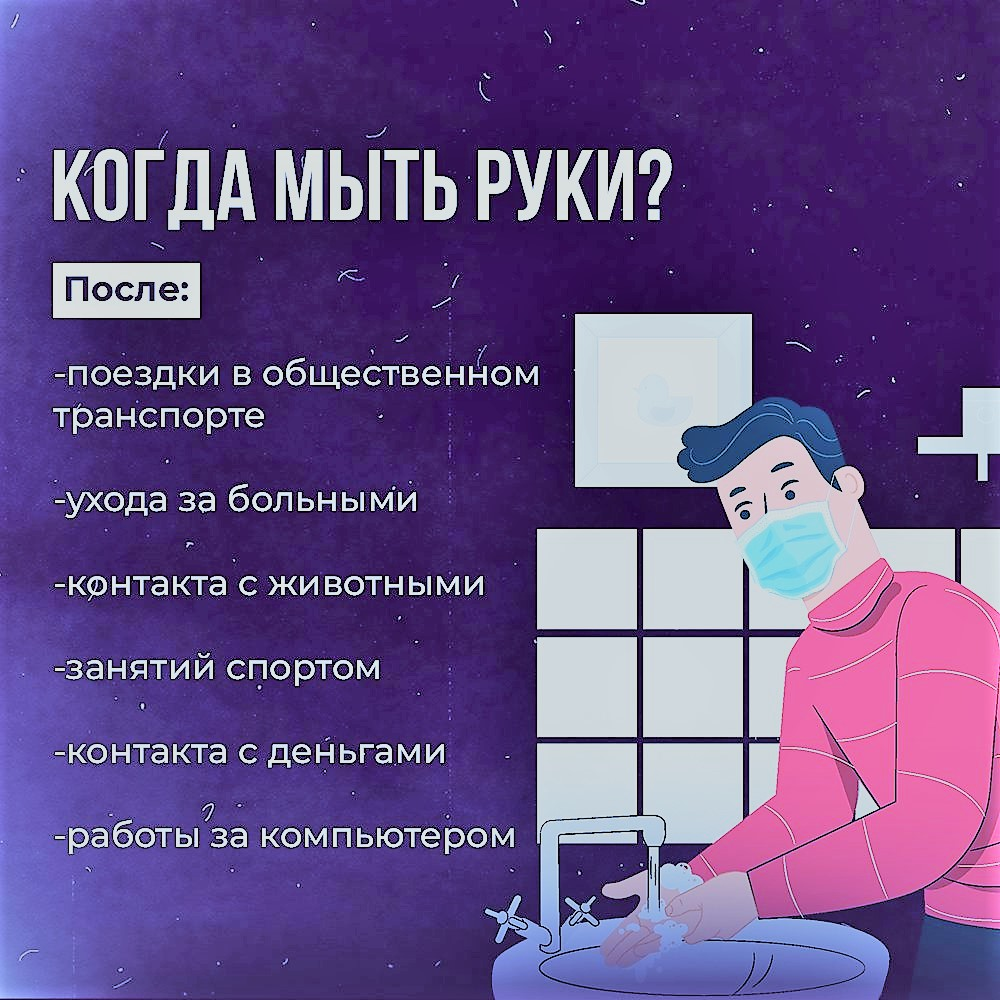 КОГДА МЫТЬ РУКИ?
После:
-поездки в общественном
транспорте
-ухода за больными
-контакта с животными
-занятий спортом
-контакта с деньгами
-работы за компьютером